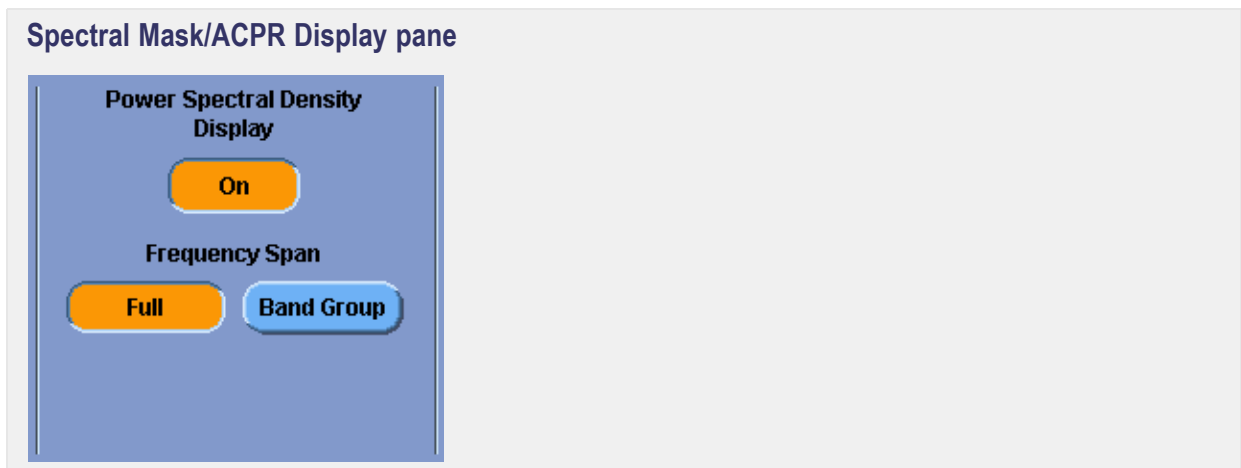 Spectral Mask/ACPR Display pane
Power Spectral Density
Display
On
Frequency Span
Full Band Group